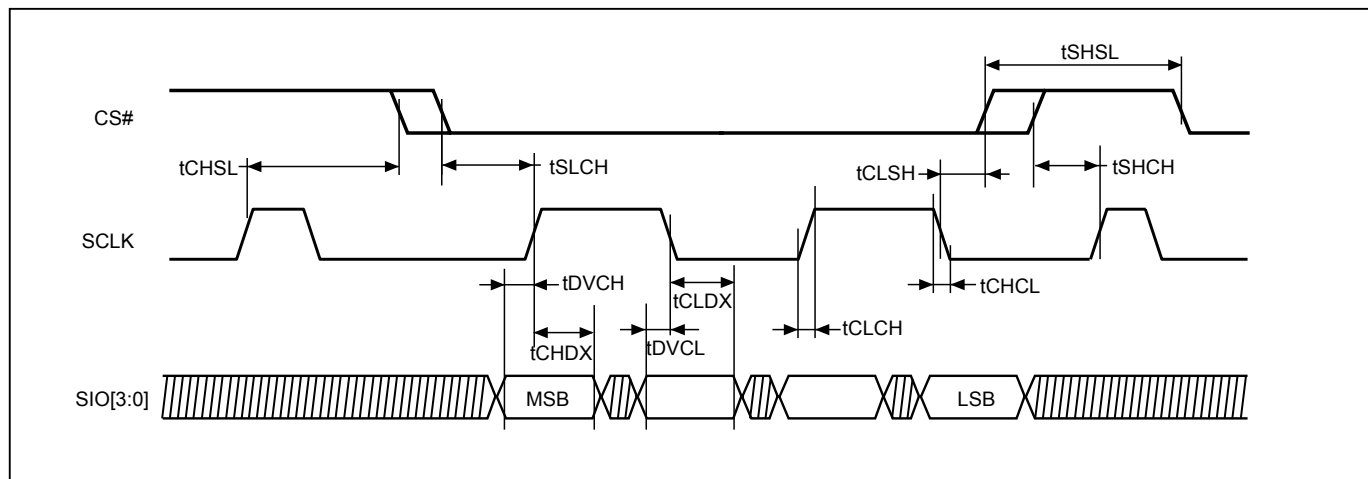 tSHSL
CS#
tCHSL
tSLCH
tCLSH
tSHCH
SCLK
tDVCH
tCLDX
tCHCL
tCLCH
tCHDX
tDVCL
SIO[3:0]
MSB
LSB